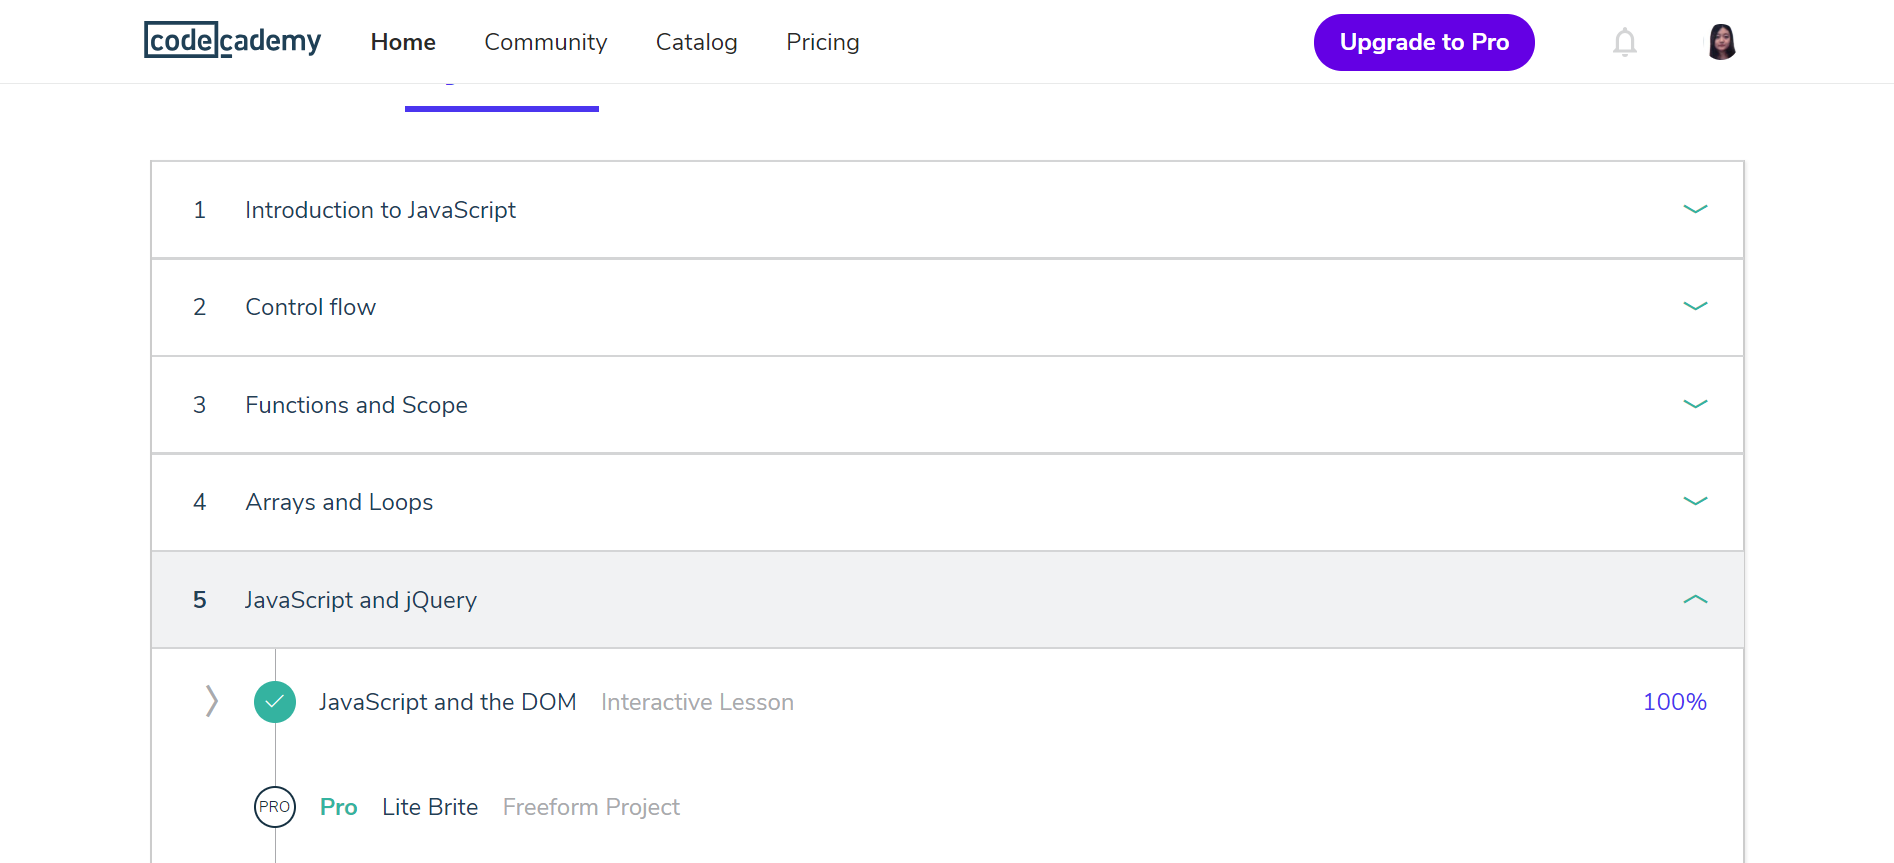 codecademy Home Community Catalog Pricing Upgrade to Pro
1 Introduction to JavaScript
2 Control flow
3 Functions and Scope
4 Arrays and Loops
5 JavaScript and jQuery
JavaScript and the DOM Interactive Lesson 100%
PRO Pro Lite Brite Freeform Project